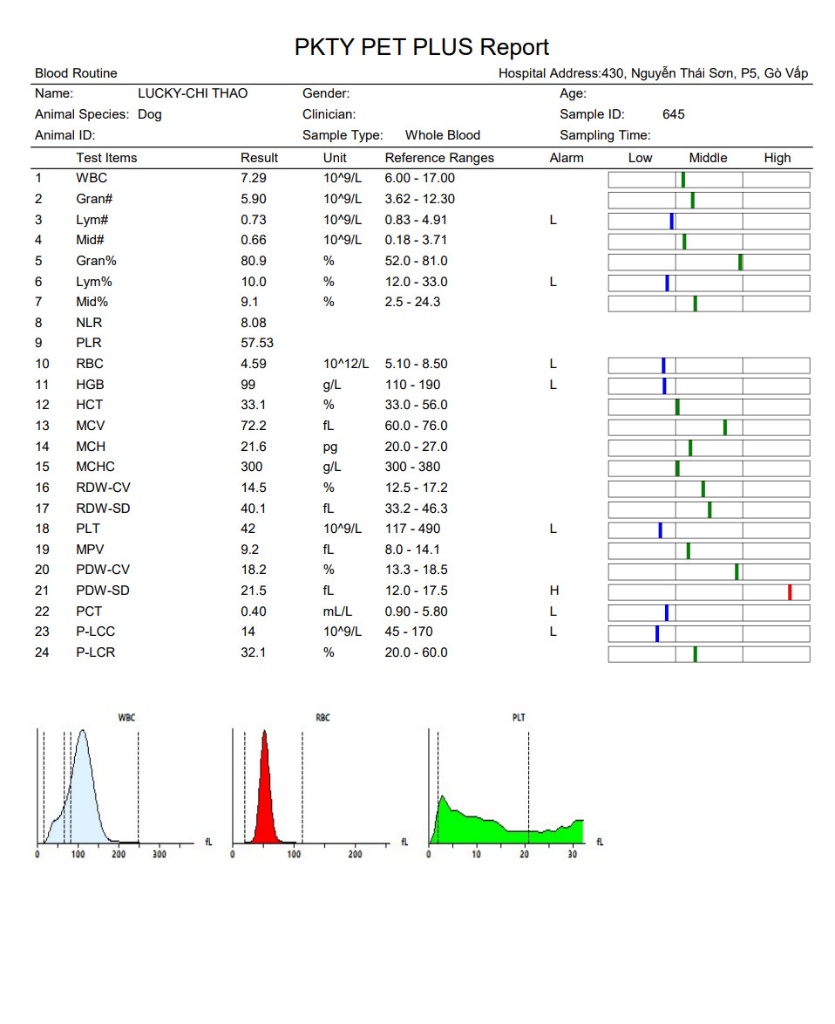 PKTY PET PLUS Report
Blood Routine Hospital Address:430, Nguyễn Thái Sơn, P5, Gò Vấp
Name: LUCKY-CHI THAO Gender: Age:
Animal Species: Dog Clinician: Sample ID: 645
Animal ID: Sample Type: Whole Blood Sampling Time:
Test Items Result Unit Reference Ranges Alarm Low Middle High
1 WBC 7.29 10^9/L 6.00 - 17.00
2 Gran# 5.90 10^9/L 3.62 - 12.30
3 Lym# 0.73 10^9/L 0.83 - 4.91 L
4 Mid# 0.66 10^9/L 0.18 - 3.71
5 Gran% 80.9 % 52.0 - 81.0
6 Lym% 10.0 % 12.0 - 33.0 L
7 Mid% 9.1 % 2.5 - 24.3
8 NLR 8.08
9 PLR 57.53
10 RBC 4.59 10^12/L 5.10 - 8.50 L
11 HGB 99 g/L 110 - 190 L
12 HCT 33.1 % 33.0 - 56.0
13 MCV 72.2 fL 60.0 - 76.0
14 MCH 21.6 pg 20.0 - 27.0
15 MCHC 300 g/L 300 - 380
16 RDW-CV 14.5 % 12.5 - 17.2
17 RDW-SD 40.1 fL 33.2 - 46.3
18 PLT 42 10^9/L 117 - 490 L
19 MPV 9.2 fL 8.0 - 14.1
20 PDW-CV 18.2 % 13.3 - 18.5
21 PDW-SD 21.5 fL 12.0 - 17.5 H
22 PCT 0.40 mL/L 0.90 - 5.80 L
23 P-LCC 14 10^9/L 45 - 170 L
24 P-LCR 32.1 % 20.0 - 60.0
WBC RBC PLT
fL fL fL
0 100 200 300 0 100 200 0 10 20 30